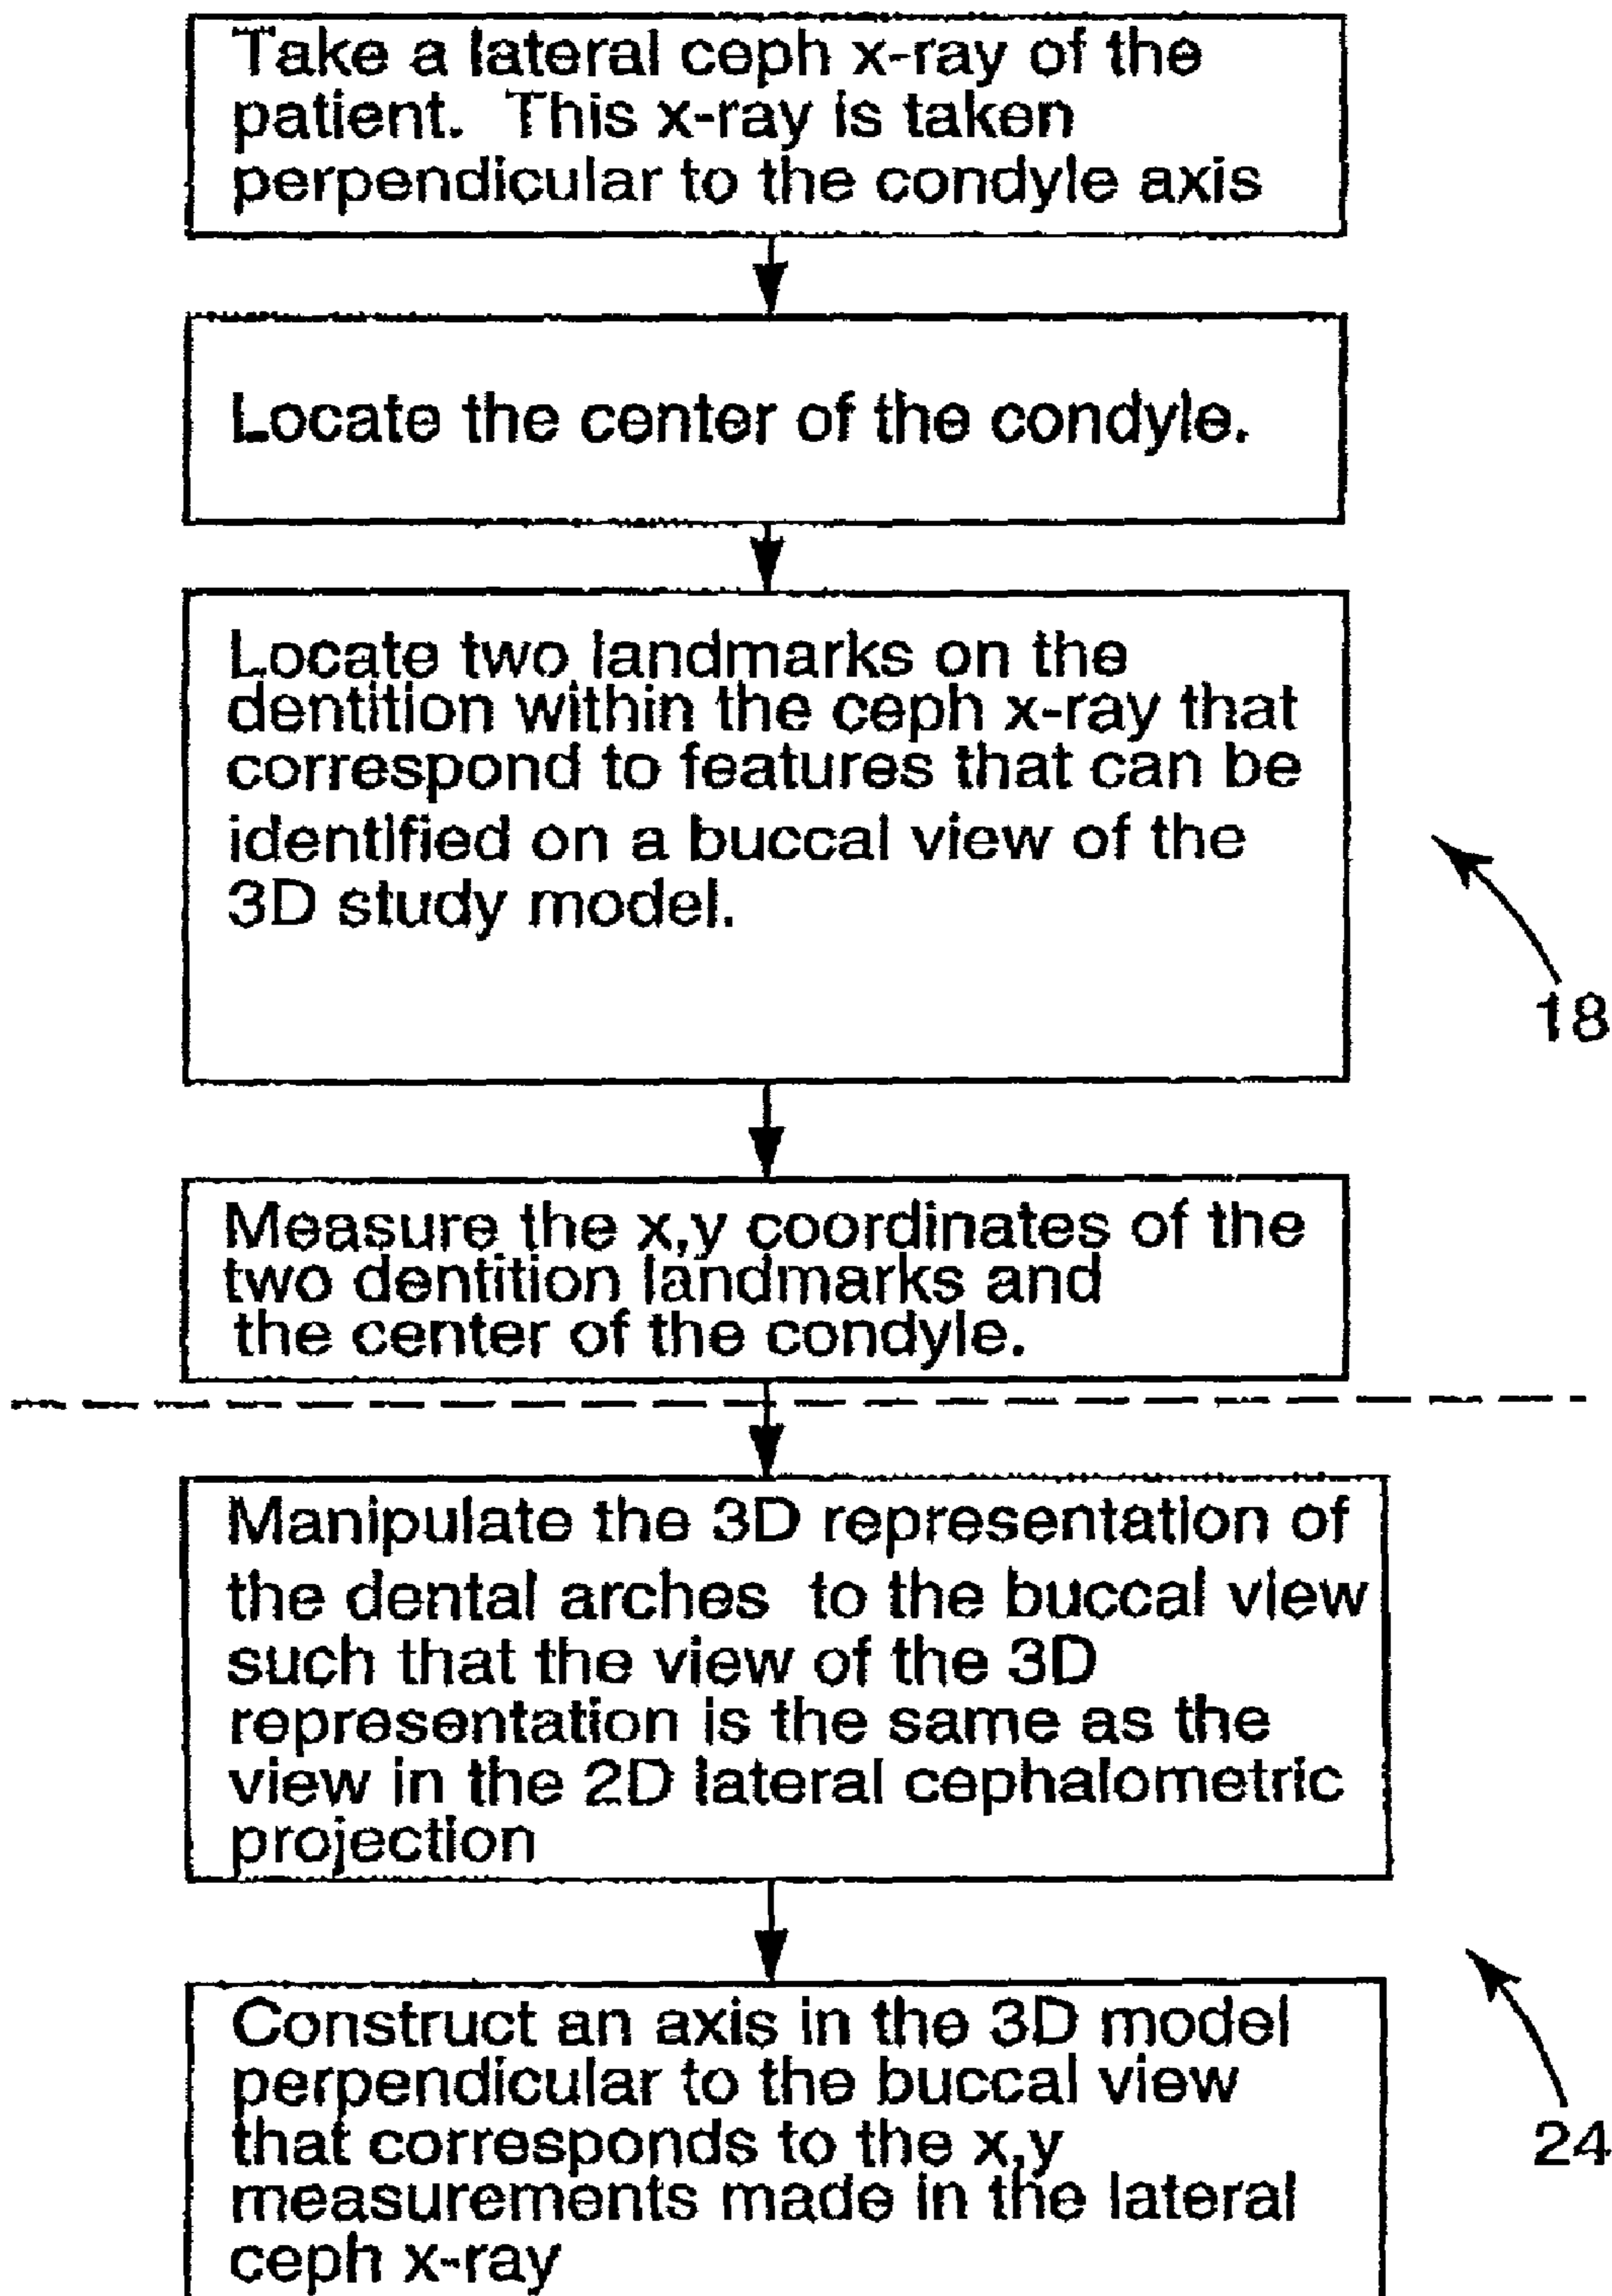 Take a lateral ceph x-ray of the
patient. This x-ray is taken
perpendicular to the condyle axis
Locate the center of the condyle.
Locate two landmarks on the
dentition within the ceph x-ray that
correspond to features that can be
identified on a buccal view of the
3D study model.
18
Measure the x,y coordinates of the
two dentition landmarks and
the center of the condyle.
Manipulate the 3D representation of
the dental arches to the buccal view
such that the view of the 3D
representation is the same as the
view in the 2D lateral cephalometric
projection
Construct an axis in the 3D model
perpendicular to the buccal view
that corresponds to the x,y
measurements made in the lateral
ceph x-ray
24